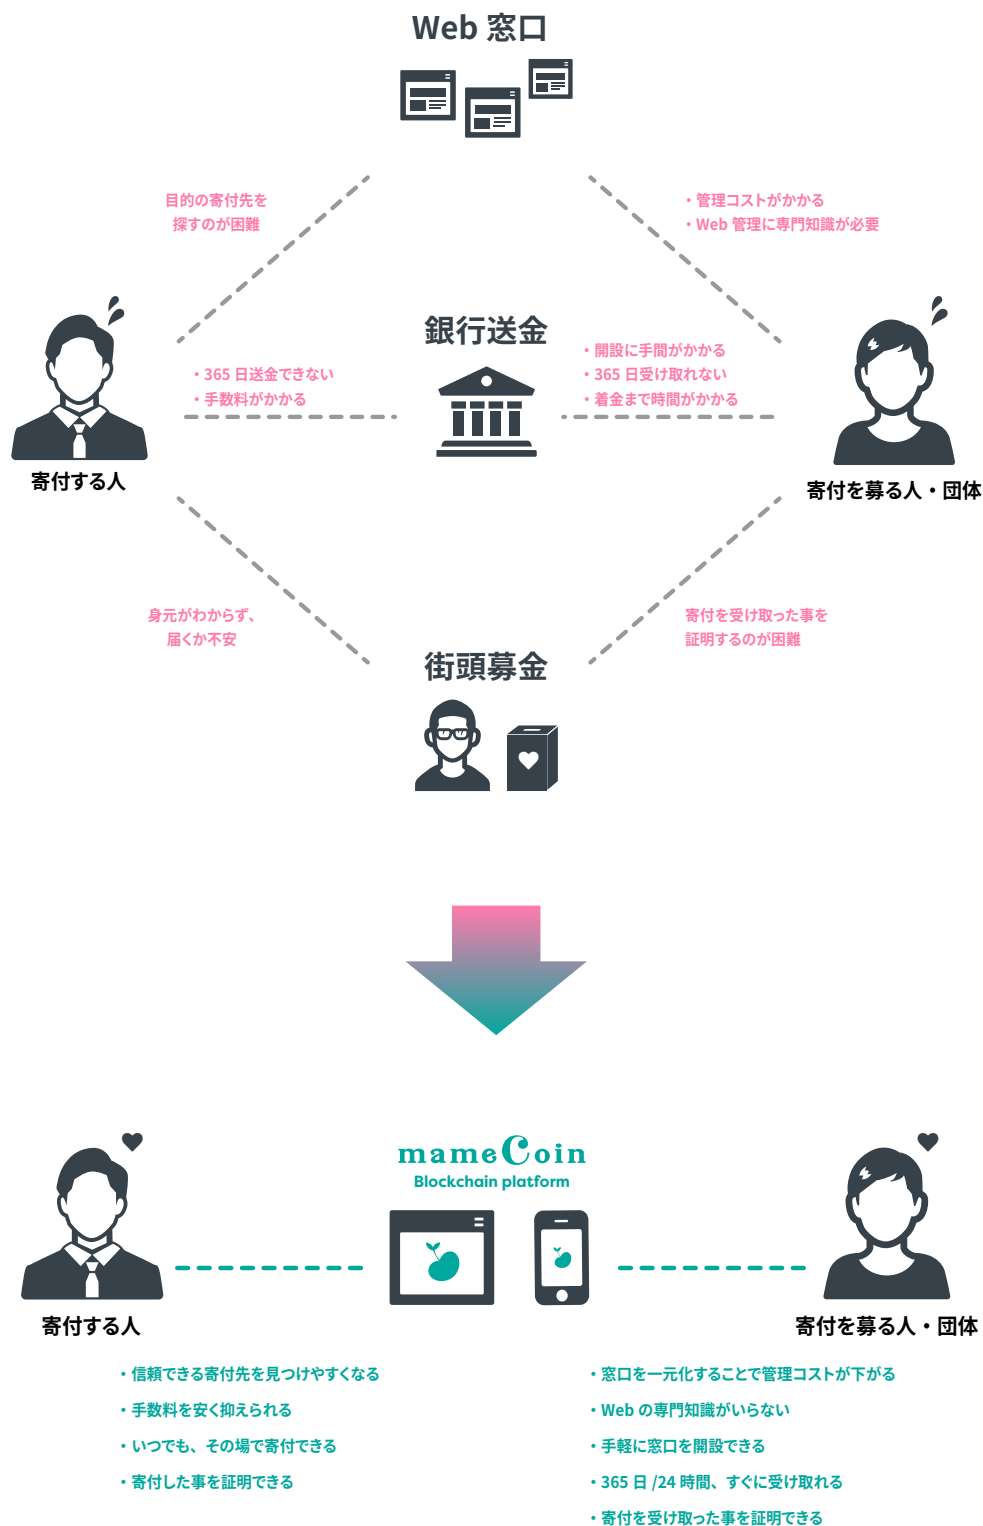 Web 窓口
目的の寄付先を
探すのが困難
・管理コストがかかる
・Web 管理に専門知識が必要
銀行送金
・365 日送金できない
・手数料がかかる
・開設に手間がかかる
・365 日受け取れない
・着金まで時間がかかる
寄付する人
寄付を募る人・団体
身元がわからず、
届くか不安
寄付を受け取った事を
証明するのが困難
街頭募金
mameCoin
Blockchain platform
寄付する人
寄付を募る人・団体
・信頼できる寄付先を見つけやすくなる
・手数料を安く抑えられる
・いつでも、その場で寄付できる
・寄付した事を証明できる
・窓口を一元化することで管理コストが下がる
・Web の専門知識がいらない
・手軽に窓口を開設できる
・365 日 /24 時間、すぐに受け取れる
・寄付を受け取った事を証明できる